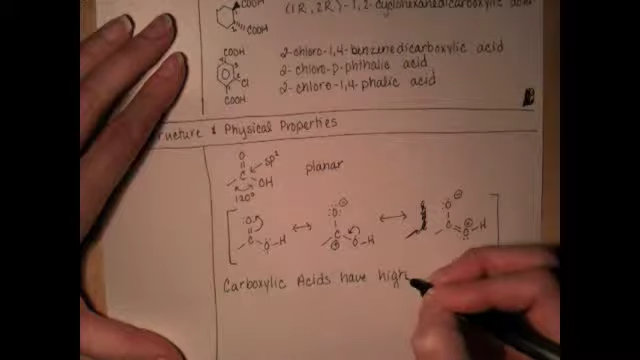 COOH
(1R, 2R)-1,2-cyclohexanedicarboxylic acid
COOH
COOH
Cl
COOH
2-chloro-1,4-benzenedicarboxylic acid
2-chloro-p-phthalic acid
2-chloro-1,4-phalic acid
ructure & Physical Properties
O
C
OH
sp²
120°
planar
O
C
O-H
O
C
O-H
O
C
O-H
Carboxylic Acids have high